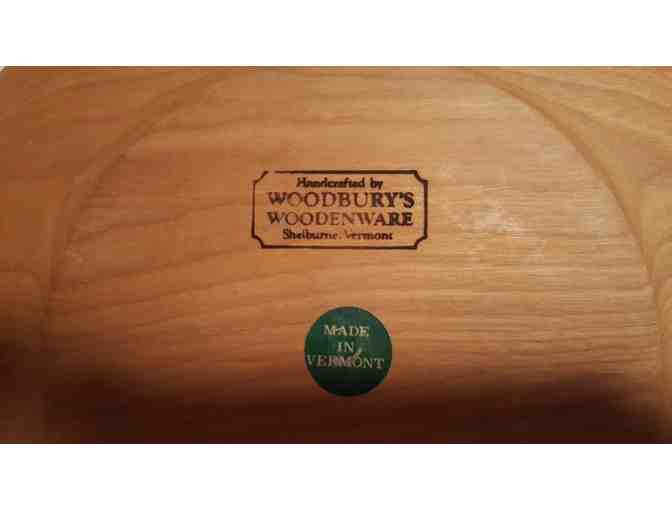 Handcrafted by
WOODBURY'S
WOODENWARE
Shelburne, Vermont
MADE
IN
VERMONT